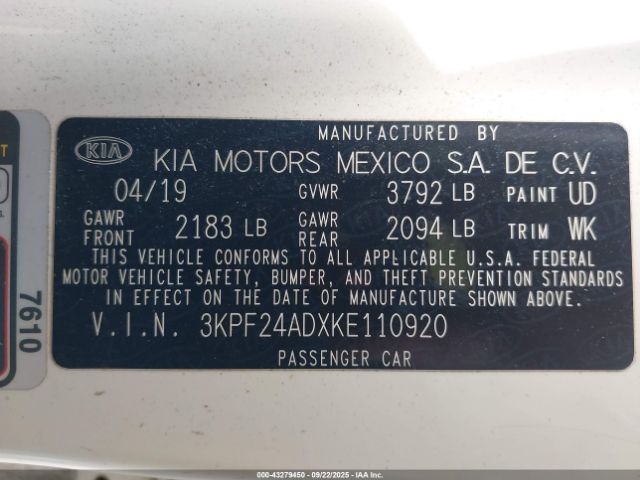 MANUFACTURED BY
KIA KIA MOTORS MEXICO S.A. DE C.V.
04/19 GVWR 3792 LB PAINT UD
GAWR FRONT 2183 LB GAWR REAR 2094 LB TRIM WK
THIS VEHICLE CONFORMS TO ALL APPLICABLE U.S.A. FEDERAL
MOTOR VEHICLE SAFETY, BUMPER, AND THEFT PREVENTION STANDARDS
IN EFFECT ON THE DATE OF MANUFACTURE SHOWN ABOVE.
V.I.N. 3KPF24ADXKE110920
PASSENGER CAR
7610
000-43279450 - 09/22/2025 - IAAI.COM